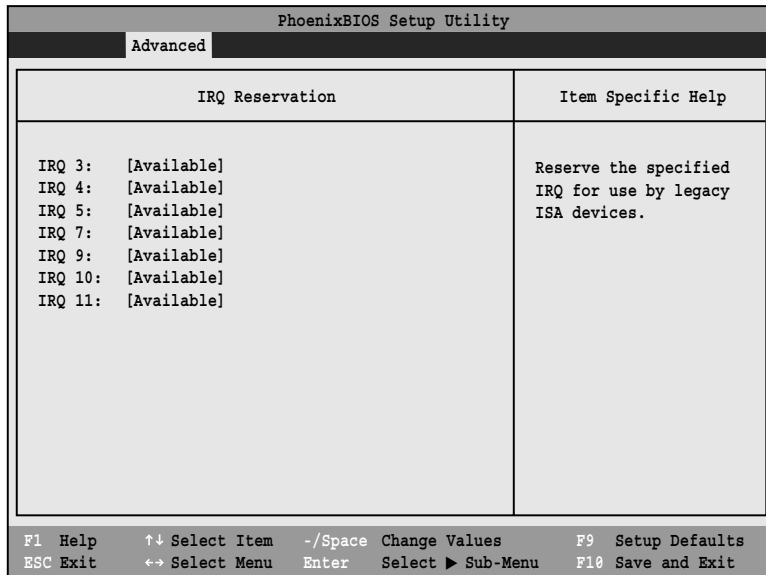 PhoenixBIOS Setup Utility
Advanced
IRQ Reservation
Item Specific Help
IRQ 3: [Available]
IRQ 4: [Available]
IRQ 5: [Available]
IRQ 7: [Available]
IRQ 9: [Available]
IRQ 10: [Available]
IRQ 11: [Available]
Reserve the specified
IRQ for use by legacy
ISA devices.
F1 Help ↑↓ Select Item -/Space Change Values F9 Setup Defaults
ESC Exit ←→ Select Menu Enter Select ▶ Sub-Menu F10 Save and Exit